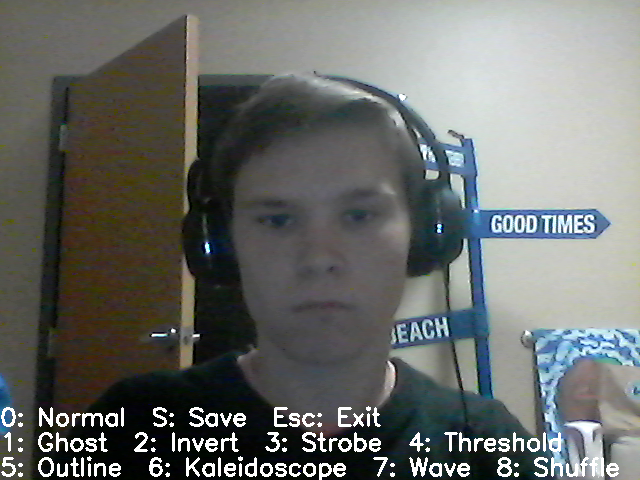 GOOD TIMES
BEACH
0: Normal  S: Save  Esc: Exit
1: Ghost  2: Invert  3: Strobe  4: Threshold
5: Outline  6: Kaleidoscope  7: Wave  8: Shuffle